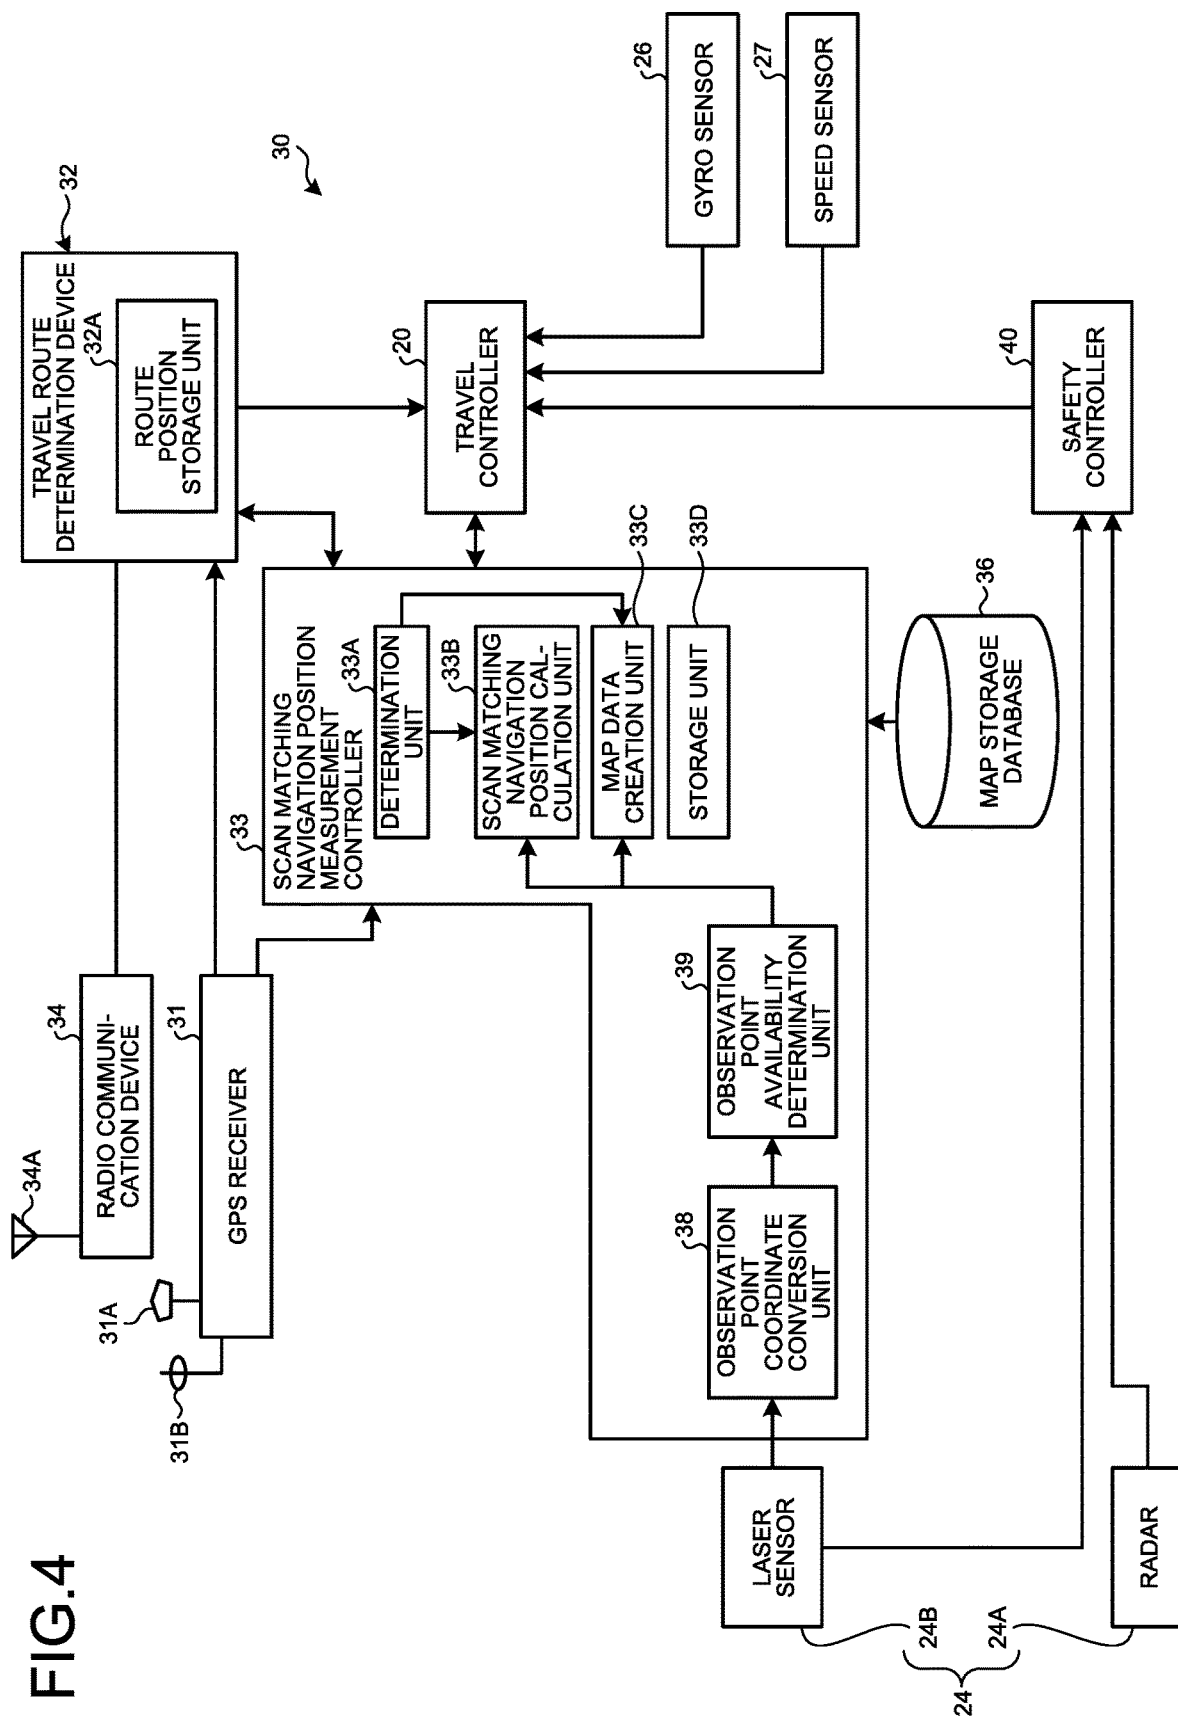 FIG.4
34A
34
RADIO COMMUNI-
CATION DEVICE
31A
31B
31
GPS RECEIVER
TRAVEL ROUTE
DETERMINATION DEVICE
32
32A
ROUTE
POSITION
STORAGE UNIT
30
33
SCAN MATCHING
NAVIGATION POSITION
MEASUREMENT
CONTROLLER
33A
DETERMINATION
UNIT
33B
SCAN MATCHING
NAVIGATION
POSITION CAL-
CULATION UNIT
MAP DATA
CREATION UNIT
33C
STORAGE UNIT
33D
20
TRAVEL
CONTROLLER
26
GYRO SENSOR
27
SPEED SENSOR
38
OBSERVATION
POINT
COORDINATE
CONVERSION
UNIT
39
OBSERVATION
POINT
AVAILABILITY
DETERMINATION
UNIT
LASER
SENSOR
24B
24
24A
RADAR
36
MAP STORAGE
DATABASE
40
SAFETY
CONTROLLER